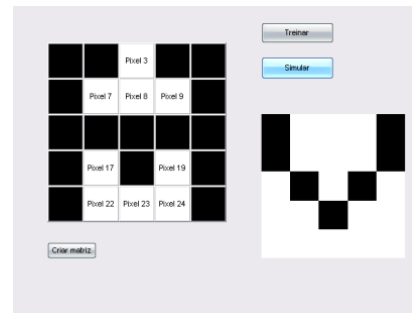 Treinar
Pixel 3
Simular
Pixel 7 Pixel 8 Pixel 9
Pixel 17 Pixel 19
Pixel 22 Pixel 23 Pixel 24
Criar matriz